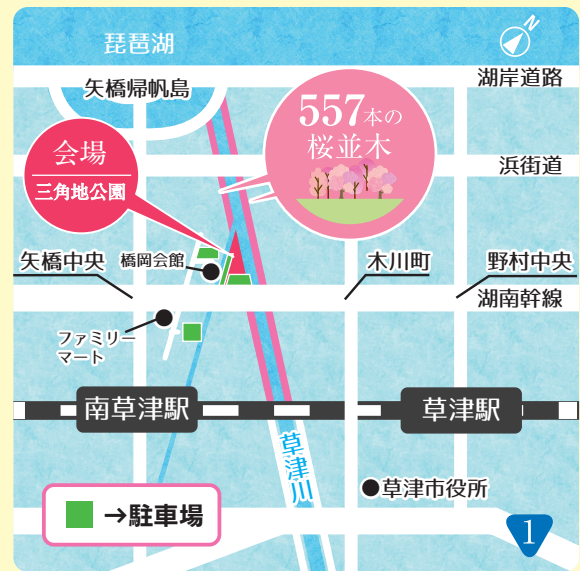 琵琶湖
N
湖岸道路
矢橋帰帆島
557本の
桜並木
会場
三角地公園
浜街道
矢橋中央
橋岡会館
木川町
野村中央
湖南幹線
ファミリー
マート
南草津駅
草津駅
草津川
草津市役所
→駐車場
1